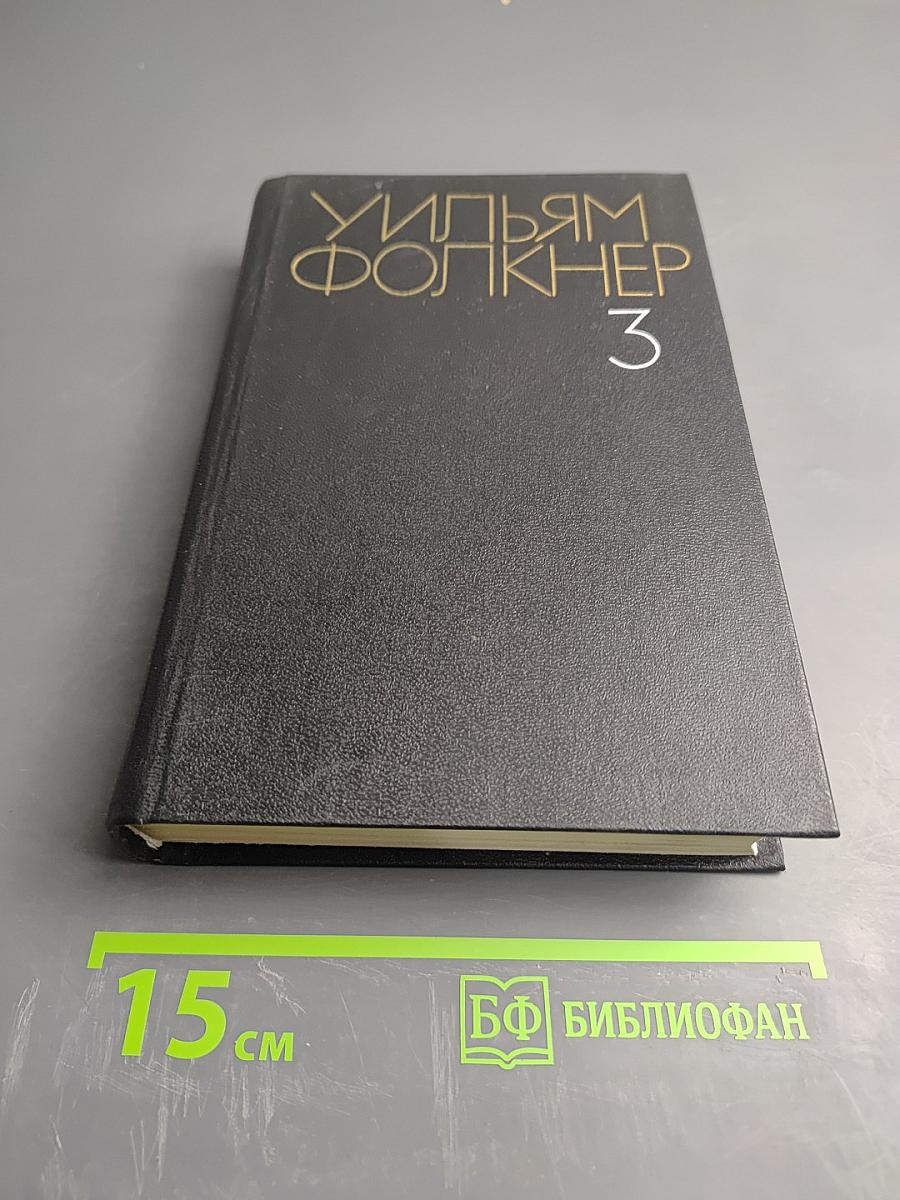 УИЛЬЯМ
ФОЛКНЕР
3
15 см
БФ БИБЛИОФАН